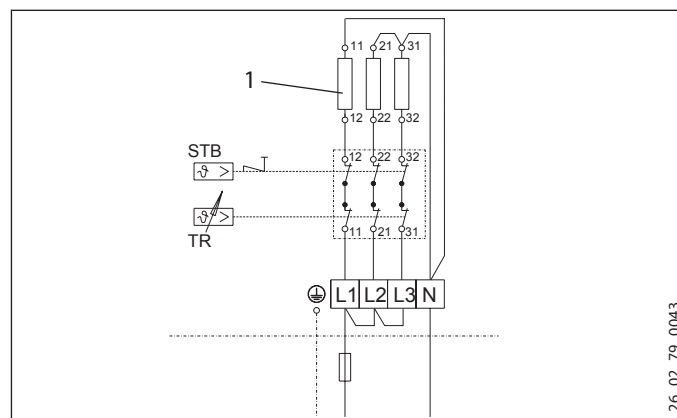 11 21 31
1
12 22 32
STB
12 22 32
ϑ >
ϑ >
TR
11 21 31
L1 L2 L3 N
26_02_79_0043